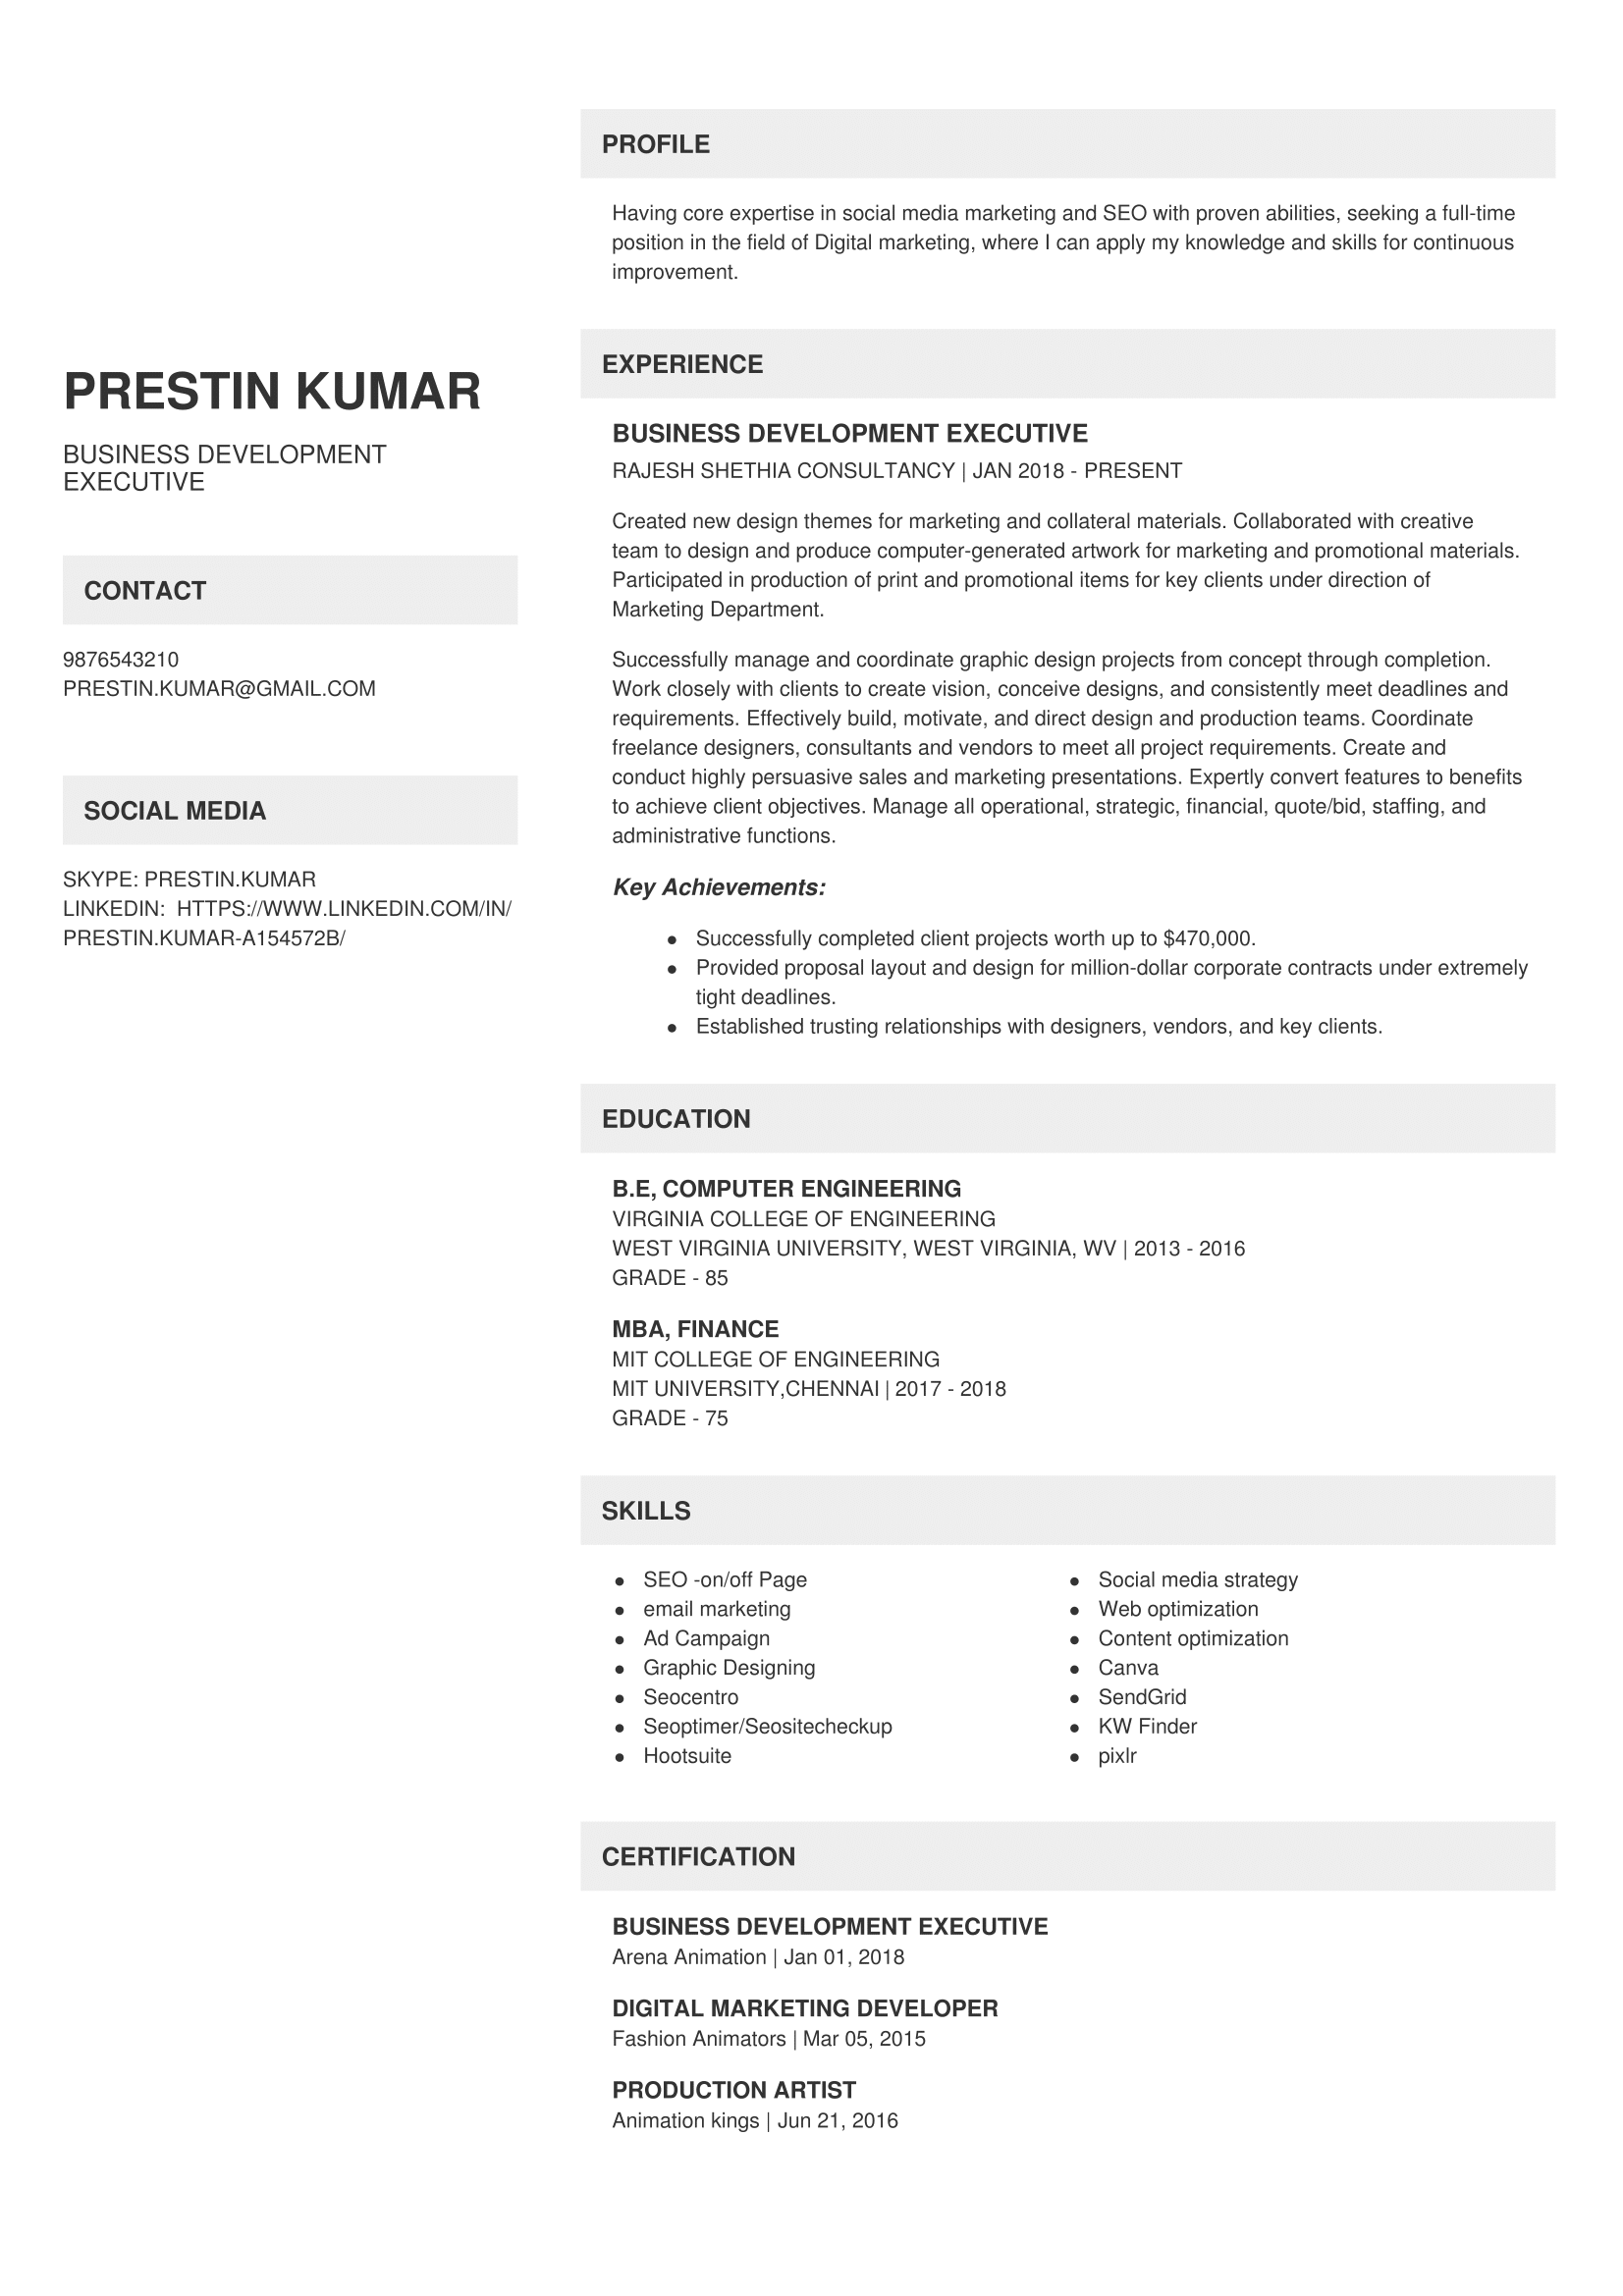 PRESTIN KUMAR
BUSINESS DEVELOPMENT
EXECUTIVE
CONTACT
9876543210
PRESTIN.KUMAR@GMAIL.COM
SOCIAL MEDIA
SKYPE: PRESTIN.KUMAR
LINKEDIN:  HTTPS://WWW.LINKEDIN.COM/IN/
PRESTIN.KUMAR-A154572B/
PROFILE
Having core expertise in social media marketing and SEO with proven abilities, seeking a full-time
position in the field of Digital marketing, where I can apply my knowledge and skills for continuous
improvement.
EXPERIENCE
BUSINESS DEVELOPMENT EXECUTIVE
RAJESH SHETHIA CONSULTANCY | JAN 2018 - PRESENT
Created new design themes for marketing and collateral materials. Collaborated with creative
team to design and produce computer-generated artwork for marketing and promotional materials.
Participated in production of print and promotional items for key clients under direction of
Marketing Department.
Successfully manage and coordinate graphic design projects from concept through completion.
Work closely with clients to create vision, conceive designs, and consistently meet deadlines and
requirements. Effectively build, motivate, and direct design and production teams. Coordinate
freelance designers, consultants and vendors to meet all project requirements. Create and
conduct highly persuasive sales and marketing presentations. Expertly convert features to benefits
to achieve client objectives. Manage all operational, strategic, financial, quote/bid, staffing, and
administrative functions.
Key Achievements:
● Successfully completed client projects worth up to $470,000.
● Provided proposal layout and design for million-dollar corporate contracts under extremely
tight deadlines.
● Established trusting relationships with designers, vendors, and key clients.
EDUCATION
B.E, COMPUTER ENGINEERING
VIRGINIA COLLEGE OF ENGINEERING
WEST VIRGINIA UNIVERSITY, WEST VIRGINIA, WV | 2013 - 2016
GRADE - 85
MBA, FINANCE
MIT COLLEGE OF ENGINEERING
MIT UNIVERSITY,CHENNAI | 2017 - 2018
GRADE - 75
SKILLS
● SEO -on/off Page
● email marketing
● Ad Campaign
● Graphic Designing
● Seocentro
● Seoptimer/Seositecheckup
● Hootsuite
● Social media strategy
● Web optimization
● Content optimization
● Canva
● SendGrid
● KW Finder
● pixlr
CERTIFICATION
BUSINESS DEVELOPMENT EXECUTIVE
Arena Animation | Jan 01, 2018
DIGITAL MARKETING DEVELOPER
Fashion Animators | Mar 05, 2015
PRODUCTION ARTIST
Animation kings | Jun 21, 2016